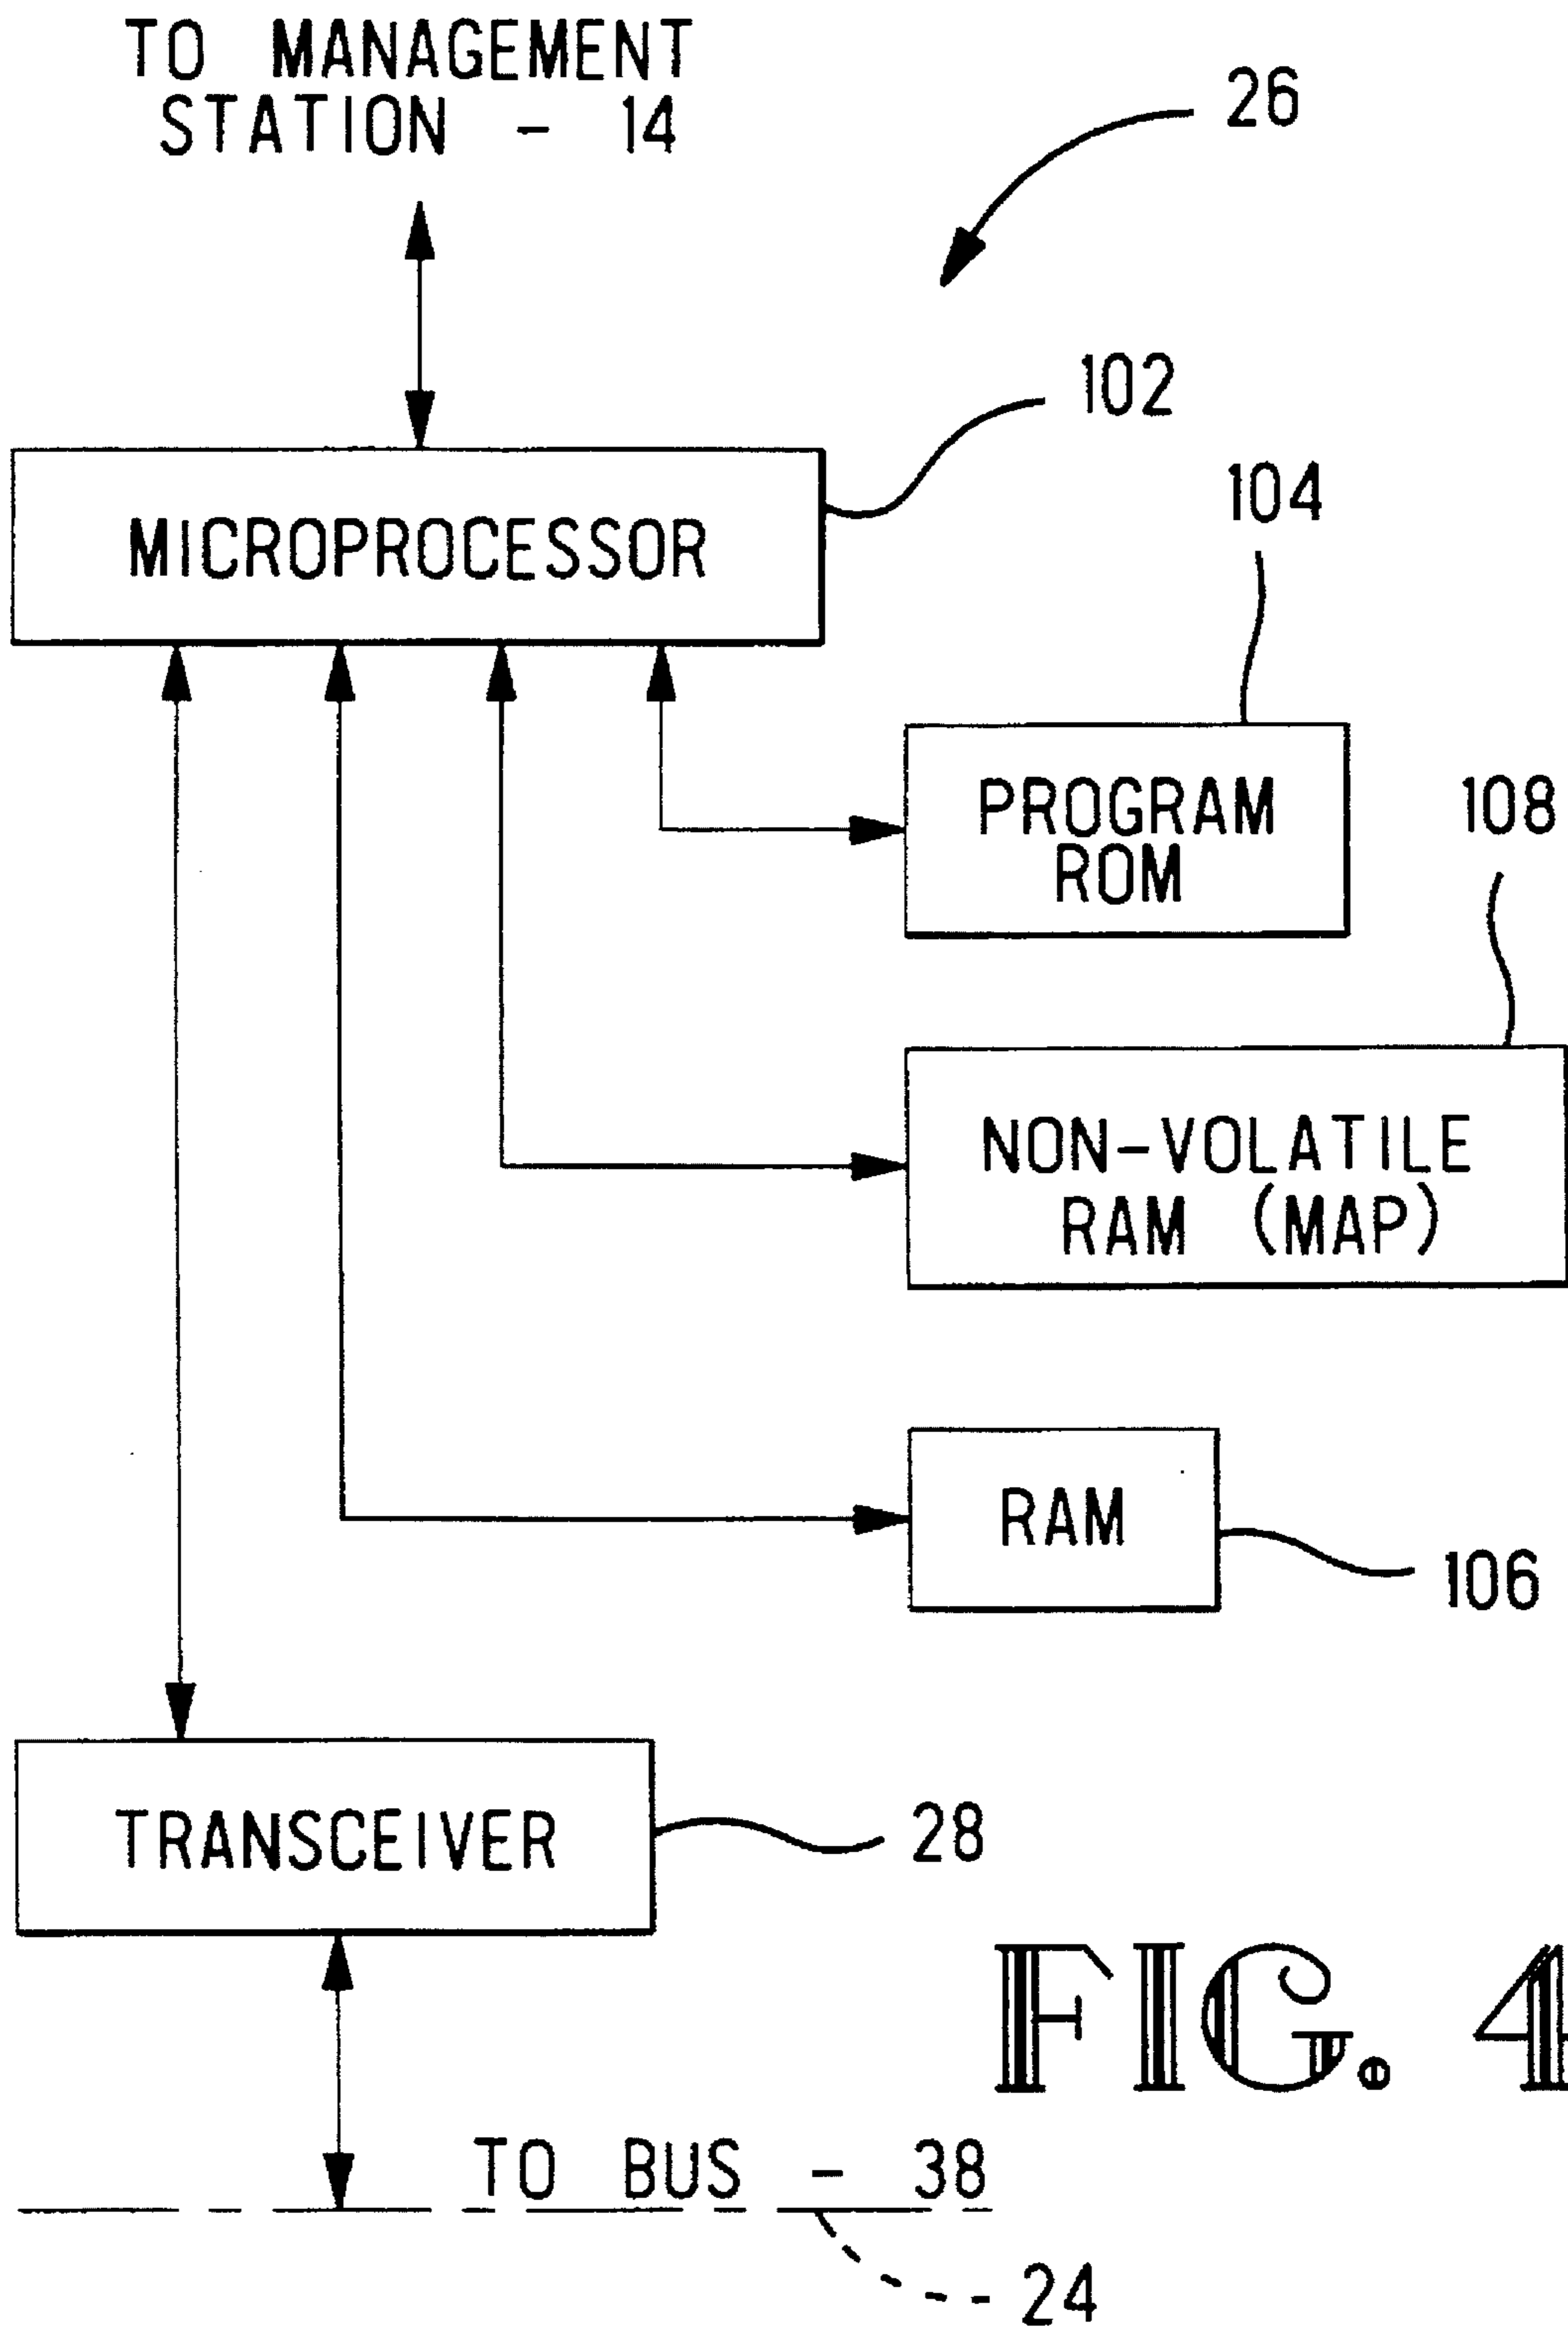 TO MANAGEMENT
STATION - 14
26
102
MICROPROCESSOR
104
PROGRAM
ROM
108
NON-VOLATILE
RAM (MAP)
RAM
106
TRANSCEIVER
28
FIG. 4
TO BUS - 38
24